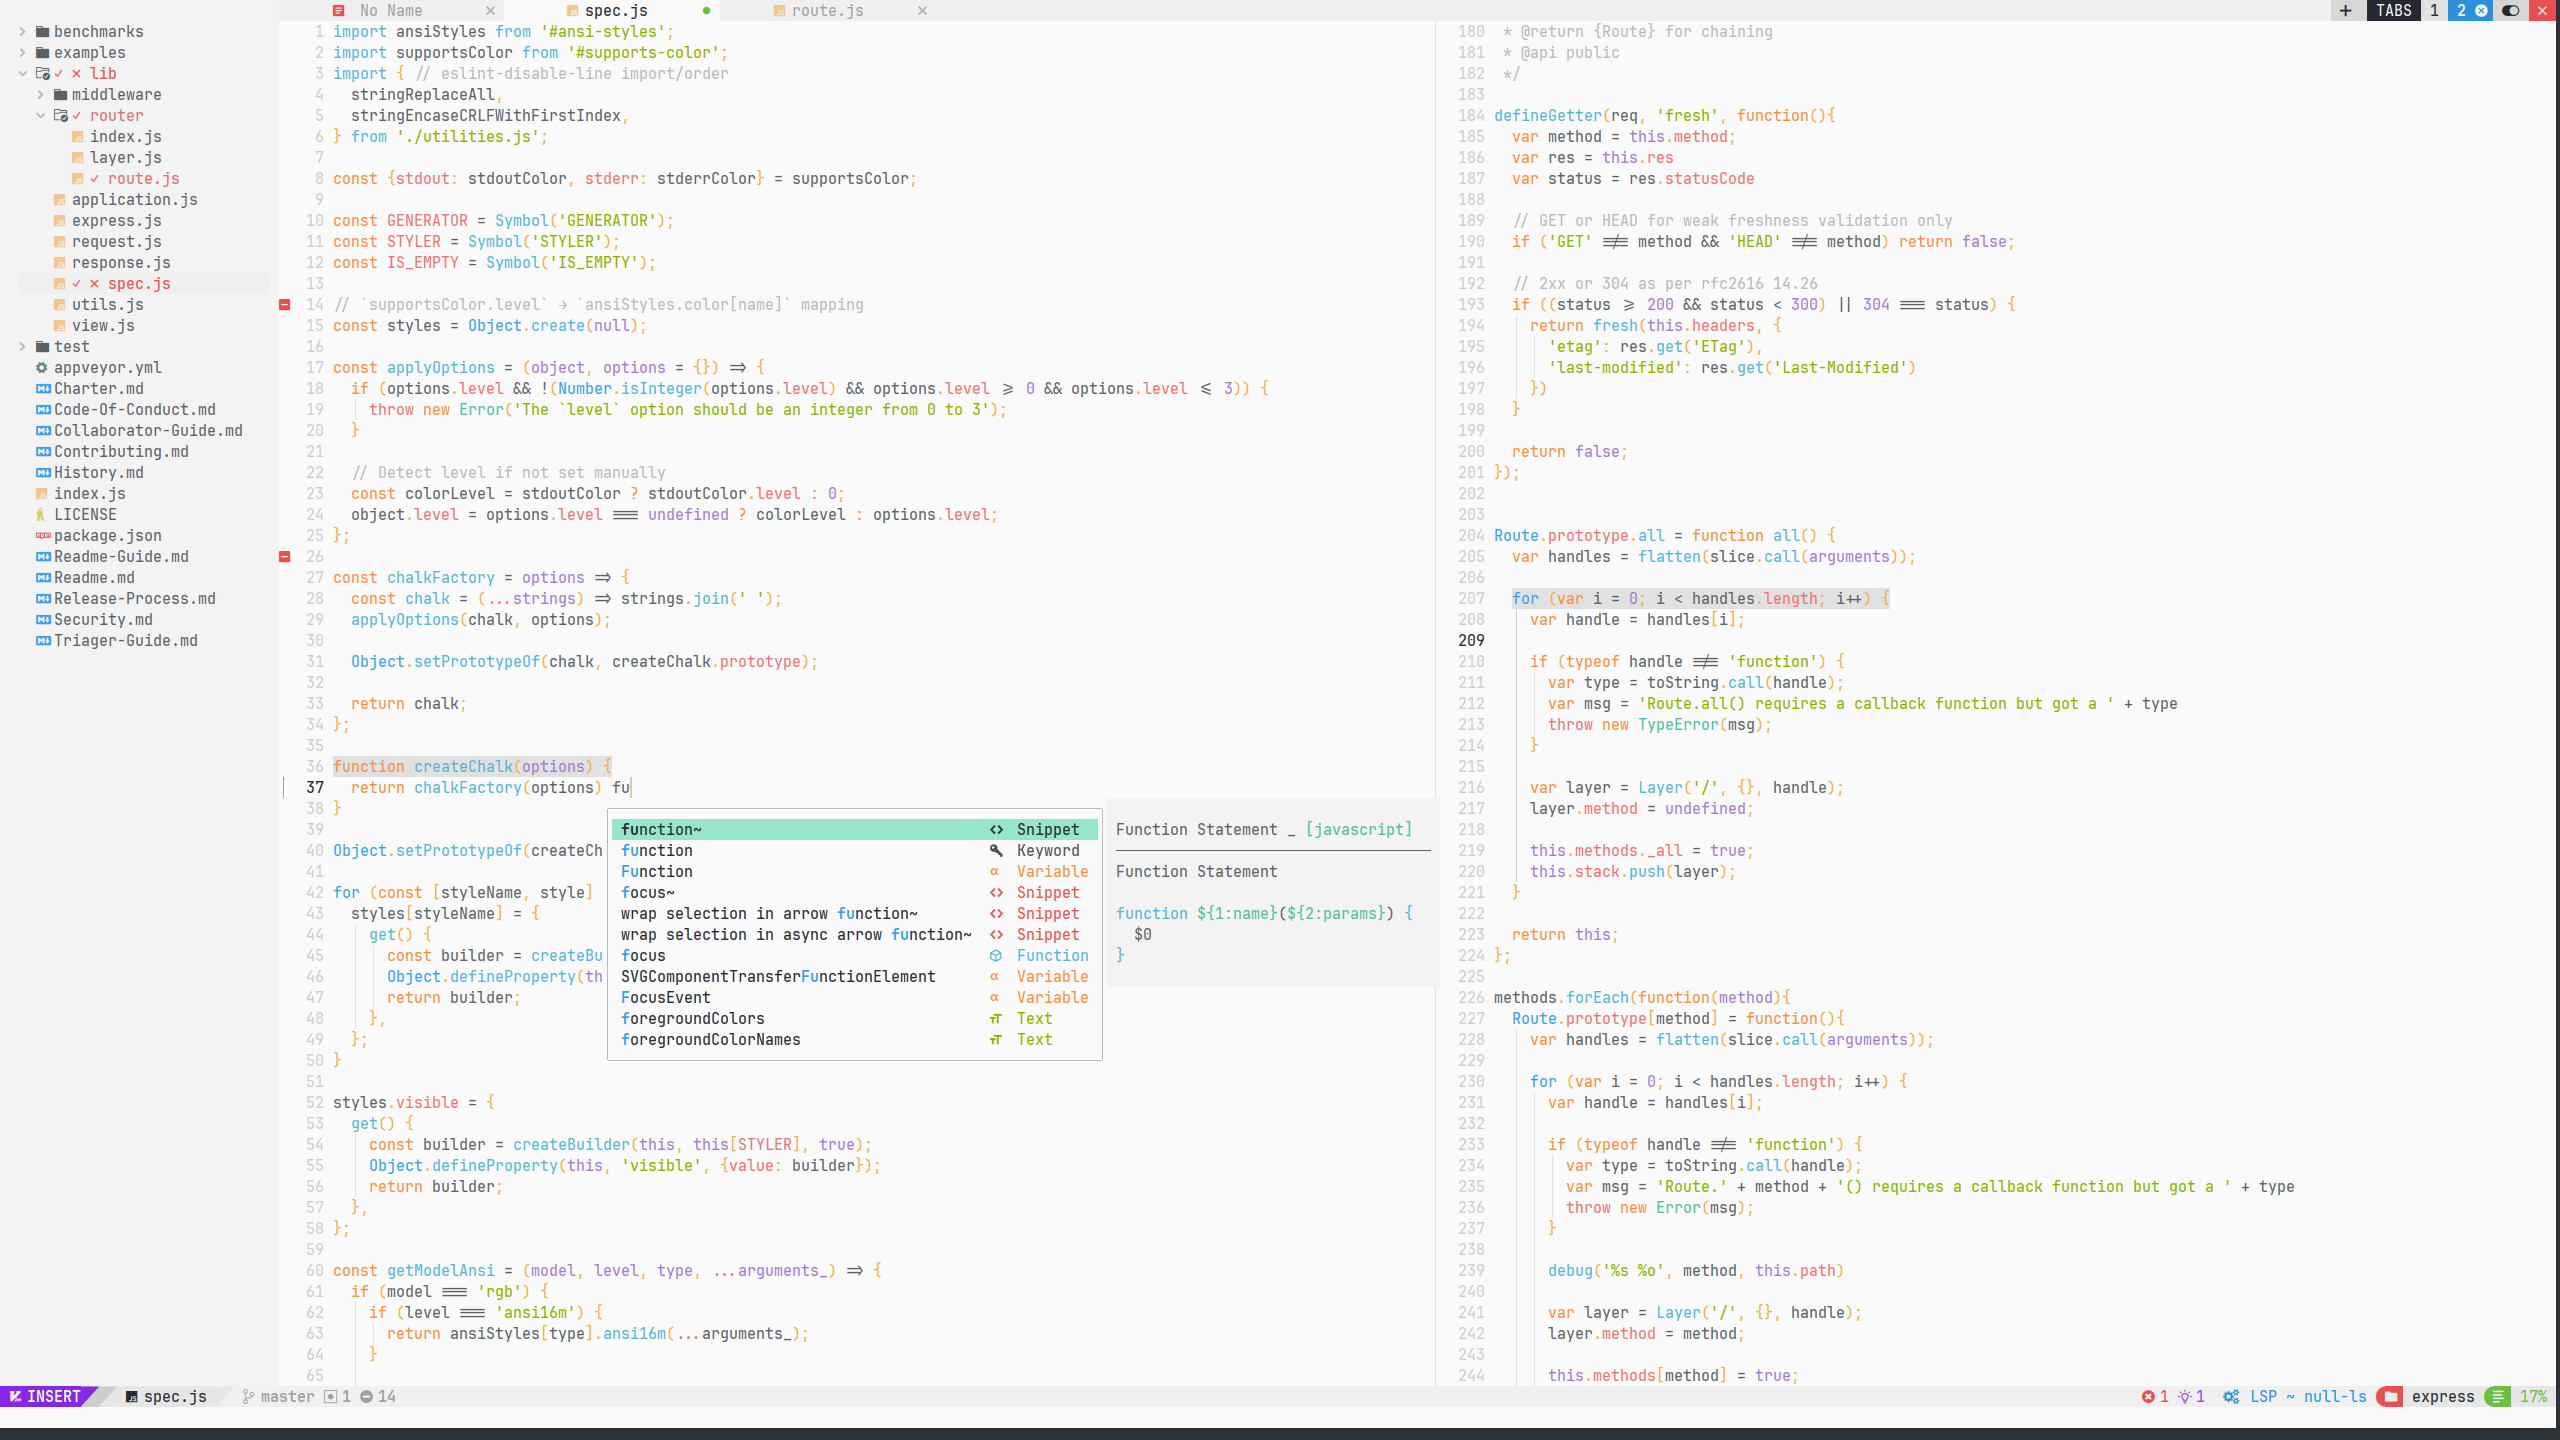 No Name × spec.js ● route.js × + TABS 1 2 ×
benchmarks
examples
lib
middleware
router
index.js
layer.js
route.js
application.js
express.js
request.js
response.js
spec.js
utils.js
view.js
test
appveyor.yml
Charter.md
Code-Of-Conduct.md
Collaborator-Guide.md
Contributing.md
History.md
index.js
LICENSE
package.json
Readme-Guide.md
Readme.md
Release-Process.md
Security.md
Triager-Guide.md
1 import ansiStyles from '#ansi-styles';
2 import supportsColor from '#supports-color';
3 import { // eslint-disable-line import/order
4   stringReplaceAll,
5   stringEncaseCRLFWithFirstIndex,
6 } from './utilities.js';
7
8 const {stdout: stdoutColor, stderr: stderrColor} = supportsColor;
9
10 const GENERATOR = Symbol('GENERATOR');
11 const STYLER = Symbol('STYLER');
12 const IS_EMPTY = Symbol('IS_EMPTY');
13
14 // `supportsColor.level` → `ansiStyles.color[name]` mapping
15 const styles = Object.create(null);
16
17 const applyOptions = (object, options = {}) => {
18   if (options.level && !(Number.isInteger(options.level) && options.level >= 0 && options.level <= 3)) {
19     throw new Error('The `level` option should be an integer from 0 to 3');
20   }
21
22   // Detect level if not set manually
23   const colorLevel = stdoutColor ? stdoutColor.level : 0;
24   object.level = options.level === undefined ? colorLevel : options.level;
25 };
26
27 const chalkFactory = options => {
28   const chalk = (...strings) => strings.join(' ');
29   applyOptions(chalk, options);
30
31   Object.setPrototypeOf(chalk, createChalk.prototype);
32
33   return chalk;
34 };
35
36 function createChalk(options) {
37   return chalkFactory(options) fu
38 }
39
40 Object.setPrototypeOf(createCh
41
42 for (const [styleName, style]
43   styles[styleName] = {
44     get() {
45       const builder = createBu
46       Object.defineProperty(th
47       return builder;
48     },
49   };
50 }
51
52 styles.visible = {
53   get() {
54     const builder = createBuilder(this, this[STYLER], true);
55     Object.defineProperty(this, 'visible', {value: builder});
56     return builder;
57   },
58 };
59
60 const getModelAnsi = (model, level, type, ...arguments_) => {
61   if (model === 'rgb') {
62     if (level === 'ansi16m') {
63       return ansiStyles[type].ansi16m(...arguments_);
64     }
65
function~ <> Snippet
function Keyword
Function α Variable
focus~ <> Snippet
wrap selection in arrow function~ <> Snippet
wrap selection in async arrow function~ <> Snippet
focus Function
SVGComponentTransferFunctionElement α Variable
FocusEvent α Variable
foregroundColors Text
foregroundColorNames Text
Function Statement _ [javascript]
Function Statement
function ${1:name}(${2:params}) {
  $0
}
180  * @return {Route} for chaining
181  * @api public
182  */
183
184 defineGetter(req, 'fresh', function(){
185   var method = this.method;
186   var res = this.res
187   var status = res.statusCode
188
189   // GET or HEAD for weak freshness validation only
190   if ('GET' !== method && 'HEAD' !== method) return false;
191
192   // 2xx or 304 as per rfc2616 14.26
193   if ((status >= 200 && status < 300) || 304 === status) {
194     return fresh(this.headers, {
195       'etag': res.get('ETag'),
196       'last-modified': res.get('Last-Modified')
197     })
198   }
199
200   return false;
201 });
202
203
204 Route.prototype.all = function all() {
205   var handles = flatten(slice.call(arguments));
206
207   for (var i = 0; i < handles.length; i++) {
208     var handle = handles[i];
209
210     if (typeof handle !== 'function') {
211       var type = toString.call(handle);
212       var msg = 'Route.all() requires a callback function but got a ' + type
213       throw new TypeError(msg);
214     }
215
216     var layer = Layer('/', {}, handle);
217     layer.method = undefined;
218
219     this.methods._all = true;
220     this.stack.push(layer);
221   }
222
223   return this;
224 };
225
226 methods.forEach(function(method){
227   Route.prototype[method] = function(){
228     var handles = flatten(slice.call(arguments));
229
230     for (var i = 0; i < handles.length; i++) {
231       var handle = handles[i];
232
233       if (typeof handle !== 'function') {
234         var type = toString.call(handle);
235         var msg = 'Route.' + method + '() requires a callback function but got a ' + type
236         throw new Error(msg);
237       }
238
239       debug('%s %o', method, this.path)
240
241       var layer = Layer('/', {}, handle);
242       layer.method = method;
243
244       this.methods[method] = true;
INSERT spec.js master 1 14 1 1 LSP ~ null-ls express 17%